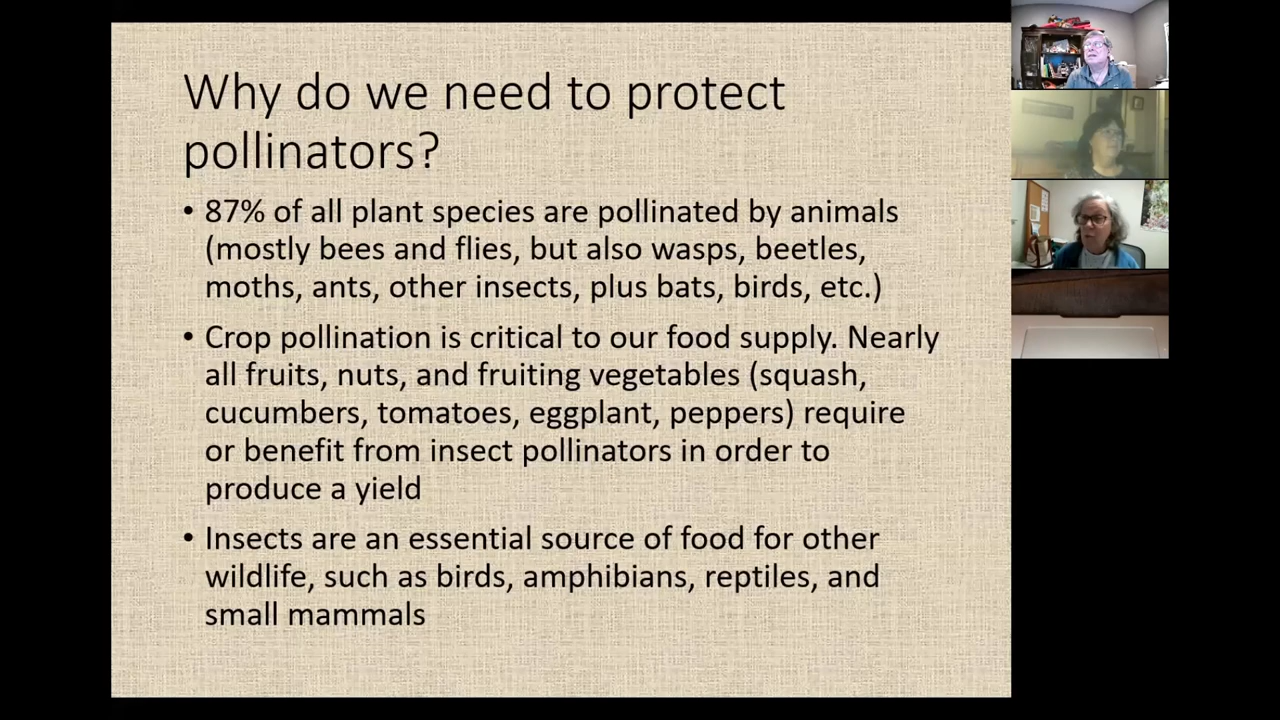 Why do we need to protect
pollinators?
• 87% of all plant species are pollinated by animals
(mostly bees and flies, but also wasps, beetles,
moths, ants, other insects, plus bats, birds, etc.)
• Crop pollination is critical to our food supply. Nearly
all fruits, nuts, and fruiting vegetables (squash,
cucumbers, tomatoes, eggplant, peppers) require
or benefit from insect pollinators in order to
produce a yield
• Insects are an essential source of food for other
wildlife, such as birds, amphibians, reptiles, and
small mammals